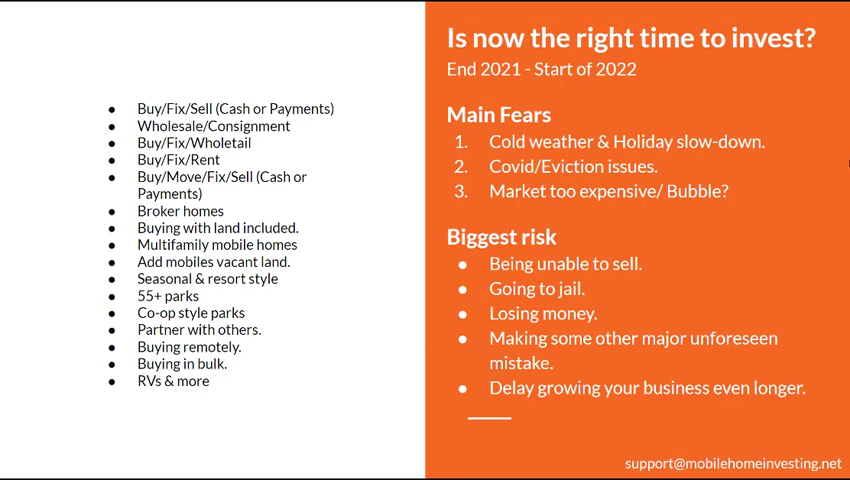 ● Buy/Fix/Sell (Cash or Payments)
● Wholesale/Consignment
● Buy/Fix/Wholetail
● Buy/Fix/Rent
● Buy/Move/Fix/Sell (Cash or
Payments)
● Broker homes
● Buying with land included.
● Multifamily mobile homes
● Add mobiles vacant land.
● Seasonal & resort style
● 55+ parks
● Co-op style parks
● Partner with others.
● Buying remotely.
● Buying in bulk.
● RVs & more
Is now the right time to invest?
End 2021 - Start of 2022
Main Fears
1. Cold weather & Holiday slow-down.
2. Covid/Eviction issues.
3. Market too expensive/ Bubble?
Biggest risk
● Being unable to sell.
● Going to jail.
● Losing money.
● Making some other major unforeseen
mistake.
● Delay growing your business even longer.
support@mobilehomeinvesting.net